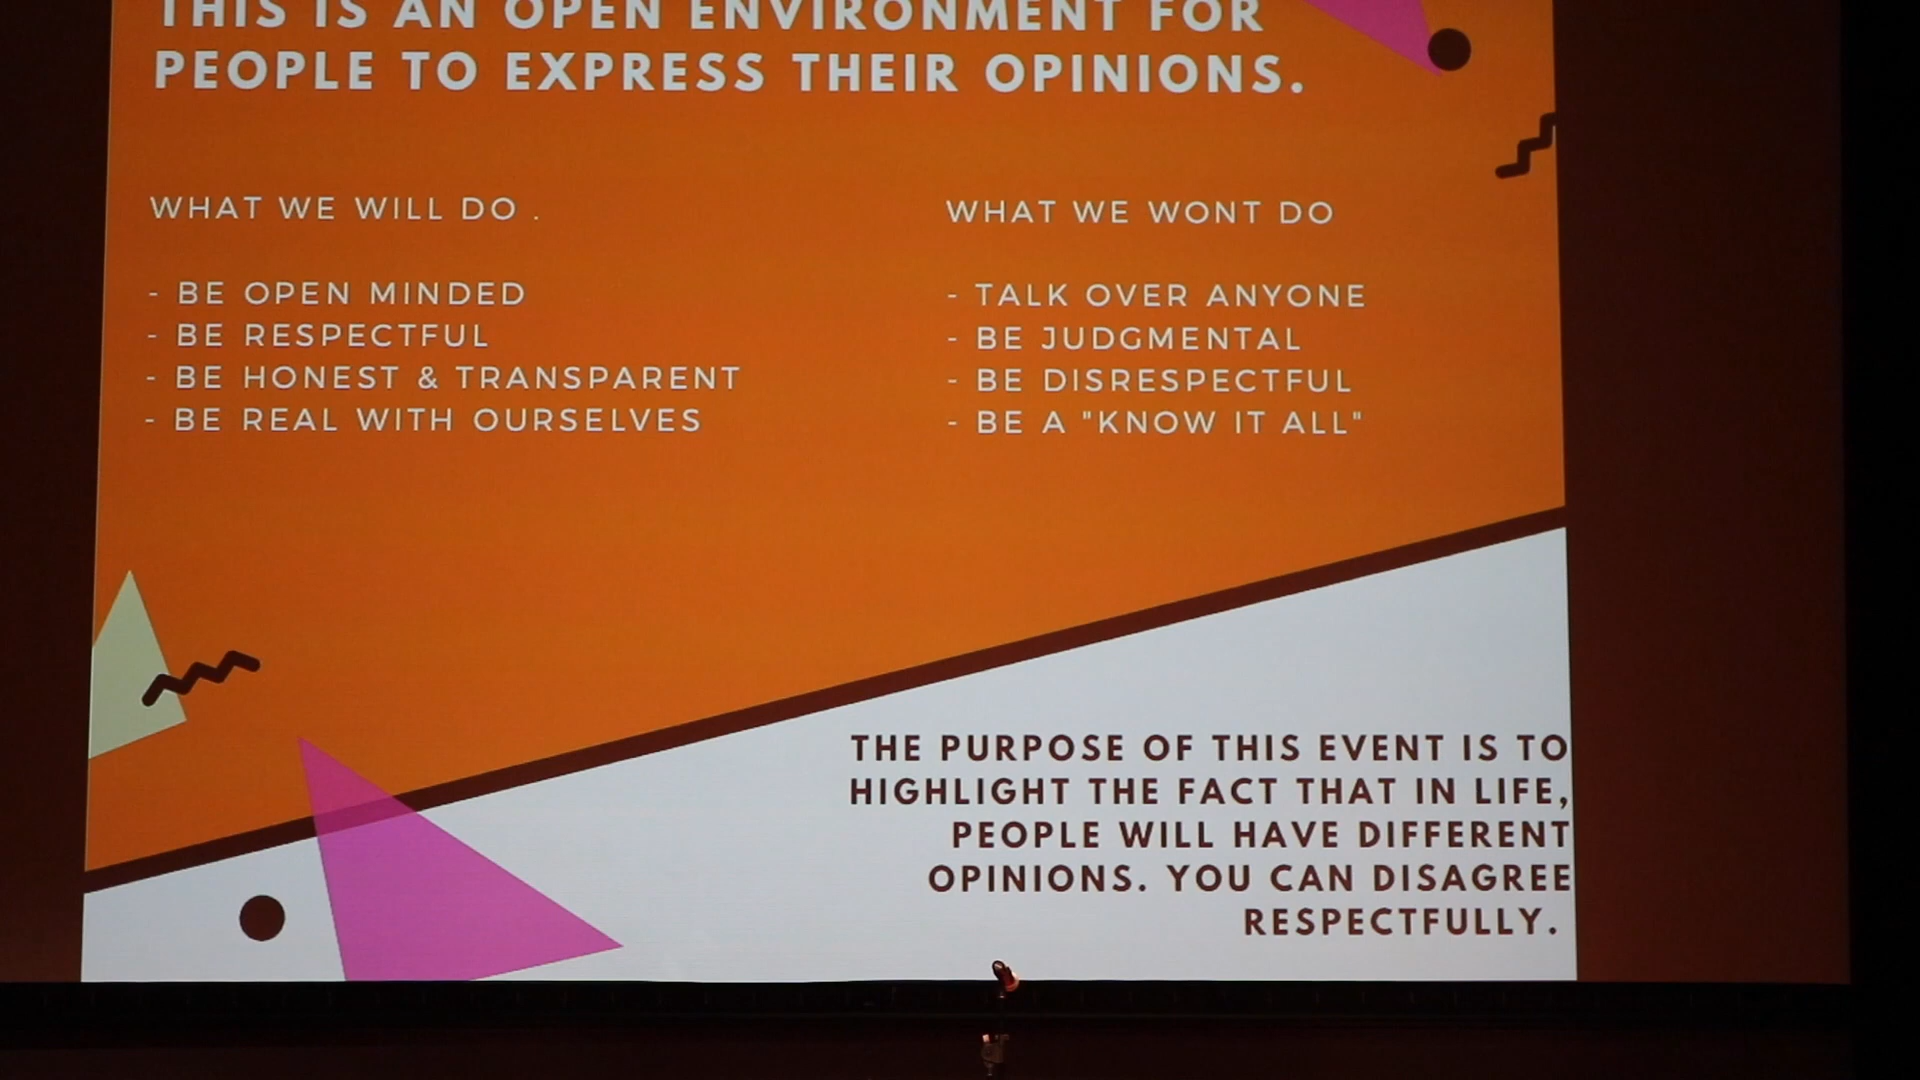 THIS IS AN OPEN ENVIRONMENT FOR
PEOPLE TO EXPRESS THEIR OPINIONS.
WHAT WE WILL DO .
- BE OPEN MINDED
- BE RESPECTFUL
- BE HONEST & TRANSPARENT
- BE REAL WITH OURSELVES
WHAT WE WONT DO
- TALK OVER ANYONE
- BE JUDGMENTAL
- BE DISRESPECTFUL
- BE A "KNOW IT ALL"
THE PURPOSE OF THIS EVENT IS TO
HIGHLIGHT THE FACT THAT IN LIFE,
PEOPLE WILL HAVE DIFFERENT
OPINIONS. YOU CAN DISAGREE
RESPECTFULLY.